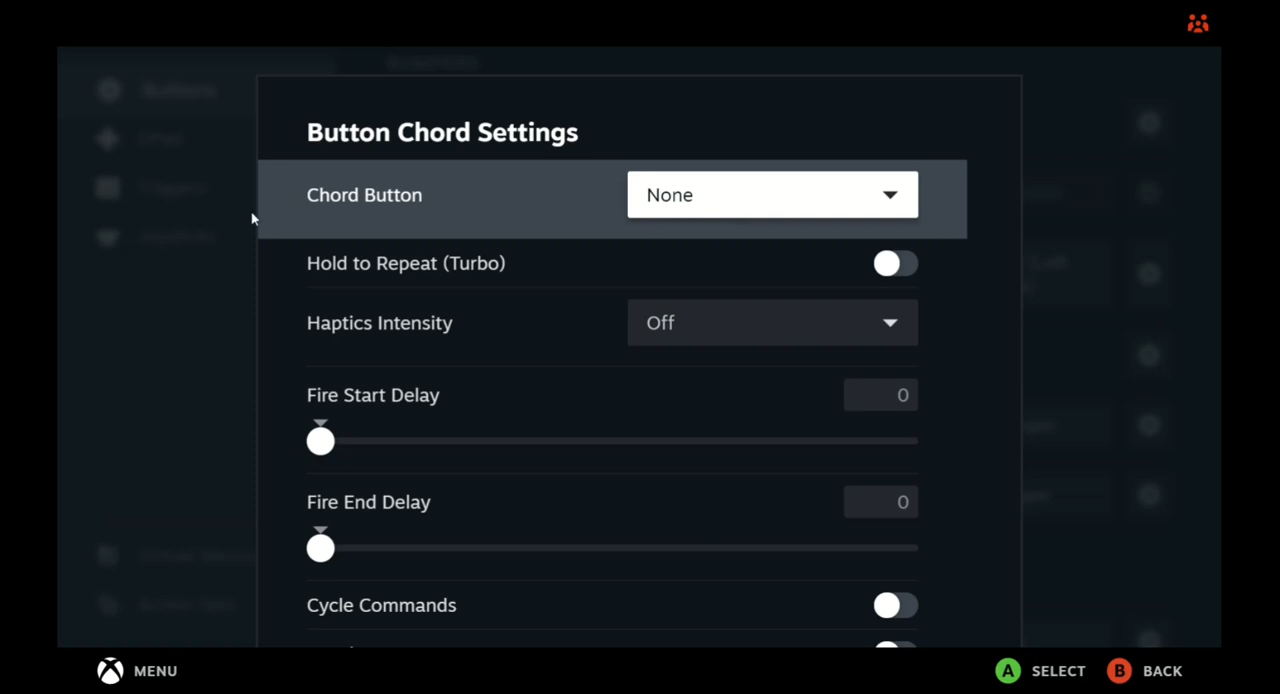 Button Chord Settings
Chord Button None
Hold to Repeat (Turbo)
Haptics Intensity Off
Fire Start Delay 0
Fire End Delay 0
Cycle Commands
MENU A SELECT B BACK